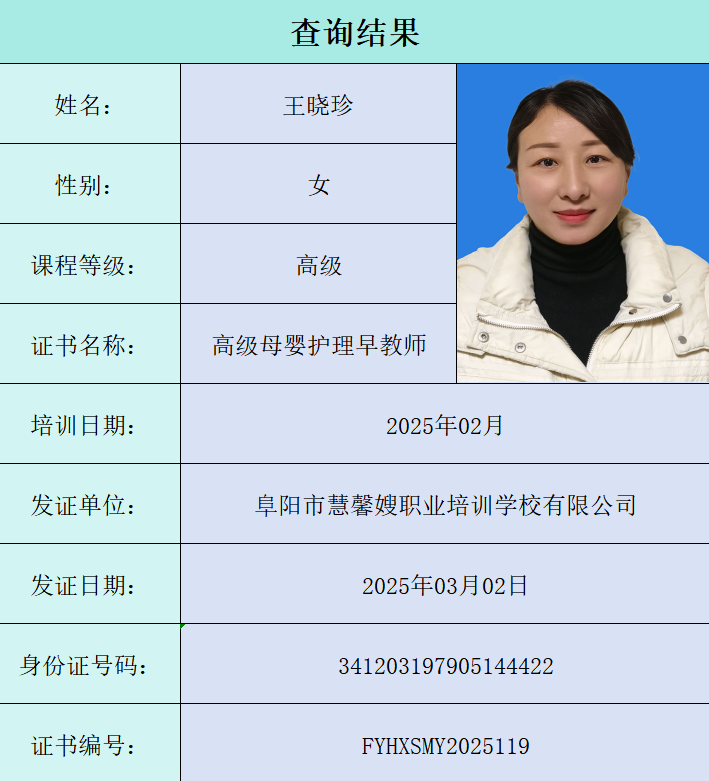 查询结果
姓名： 王晓珍
性别： 女
课程等级： 高级
证书名称： 高级母婴护理早教师
培训日期： 2025年02月
发证单位： 阜阳市慧馨嫂职业培训学校有限公司
发证日期： 2025年03月02日
身份证号码： 341203197905144422
证书编号： FYHXSMY2025119